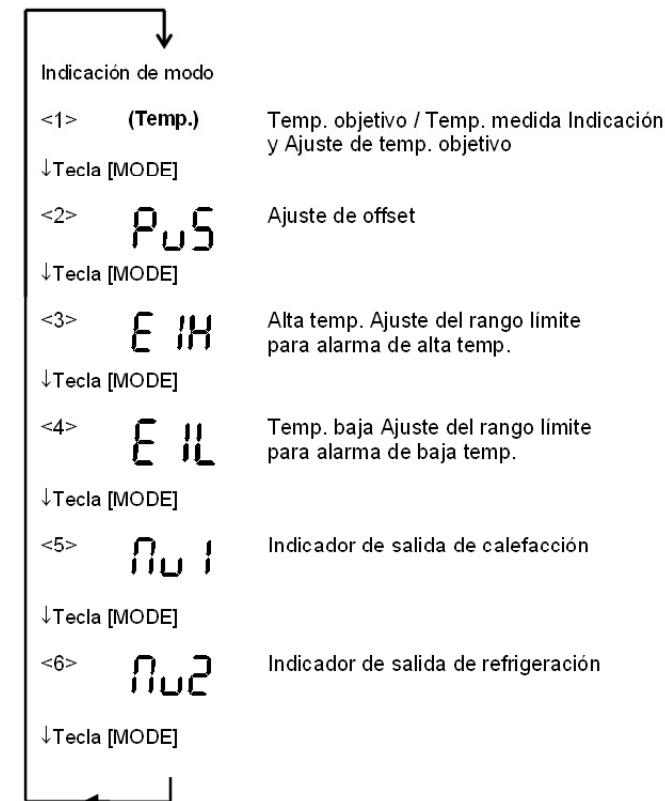 Indicación de modo
<1> (Temp.) Temp. objetivo / Temp. medida Indicación
y Ajuste de temp. objetivo
↓Tecla [MODE]
<2> PuS Ajuste de offset
↓Tecla [MODE]
<3> E1H Alta temp. Ajuste del rango límite
para alarma de alta temp.
↓Tecla [MODE]
<4> E1L Temp. baja Ajuste del rango límite
para alarma de baja temp.
↓Tecla [MODE]
<5> Mu1 Indicador de salida de calefacción
↓Tecla [MODE]
<6> Mu2 Indicador de salida de refrigeración
↓Tecla [MODE]